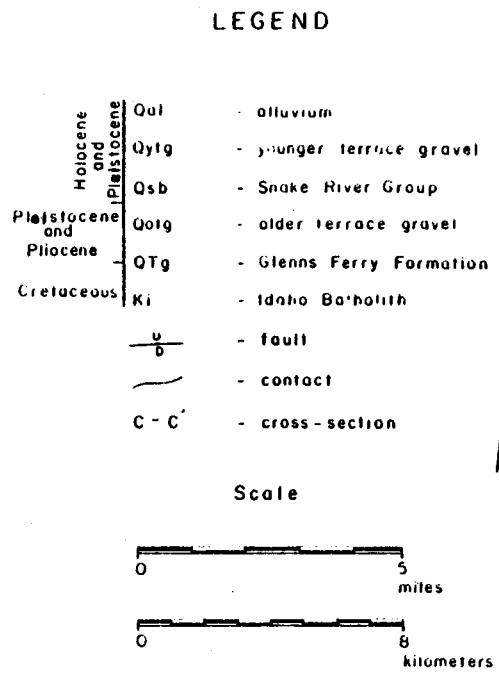 LEGEND
Holocene and Pleistocene
Qal - alluvium
Qytg - younger terrace gravel
Qsb - Snake River Group
Pleistocene and Pliocene
Qotg - older terrace gravel
QTg - Glenns Ferry Formation
Cretaceous
Ki - Idaho Batholith
U
D - fault
- contact
C - C' - cross-section
Scale
0 5
miles
0 8
kilometers